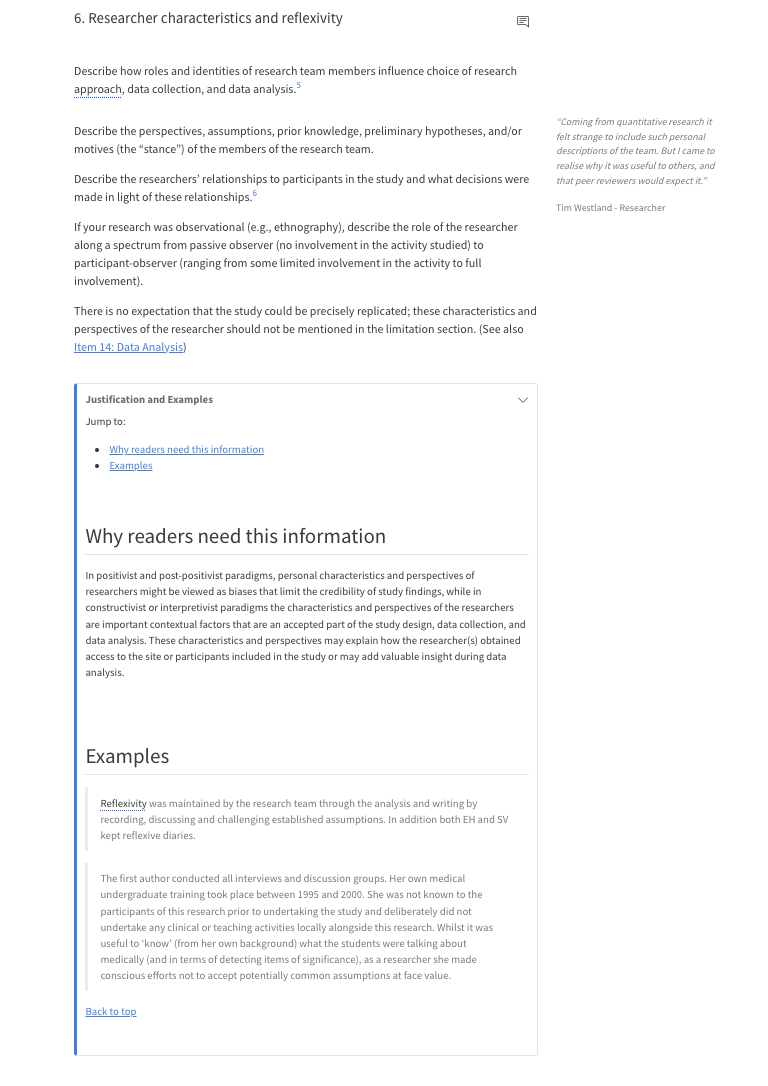 6. Researcher characteristics and reflexivity
Describe how roles and identities of research team members influence choice of research
approach, data collection, and data analysis.5
Describe the perspectives, assumptions, prior knowledge, preliminary hypotheses, and/or
motives (the “stance”) of the members of the research team.
Describe the researchers’ relationships to participants in the study and what decisions were
made in light of these relationships.6
If your research was observational (e.g., ethnography), describe the role of the researcher
along a spectrum from passive observer (no involvement in the activity studied) to
participant-observer (ranging from some limited involvement in the activity to full
involvement).
There is no expectation that the study could be precisely replicated; these characteristics and
perspectives of the researcher should not be mentioned in the limitation section. (See also
Item 14: Data Analysis)
“Coming from quantitative research it
felt strange to include such personal
descriptions of the team. But I came to
realise why it was useful to others, and
that peer reviewers would expect it.”
Tim Westland - Researcher
Justification and Examples
Jump to:
• Why readers need this information
• Examples
Why readers need this information
In positivist and post-positivist paradigms, personal characteristics and perspectives of
researchers might be viewed as biases that limit the credibility of study findings, while in
constructivist or interpretivist paradigms the characteristics and perspectives of the researchers
are important contextual factors that are an accepted part of the study design, data collection, and
data analysis. These characteristics and perspectives may explain how the researcher(s) obtained
access to the site or participants included in the study or may add valuable insight during data
analysis.
Examples
Reflexivity was maintained by the research team through the analysis and writing by
recording, discussing and challenging established assumptions. In addition both EH and SV
kept reflexive diaries.
The first author conducted all interviews and discussion groups. Her own medical
undergraduate training took place between 1995 and 2000. She was not known to the
participants of this research prior to undertaking the study and deliberately did not
undertake any clinical or teaching activities locally alongside this research. Whilst it was
useful to ‘know’ (from her own background) what the students were talking about
medically (and in terms of detecting items of significance), as a researcher she made
conscious efforts not to accept potentially common assumptions at face value.
Back to top